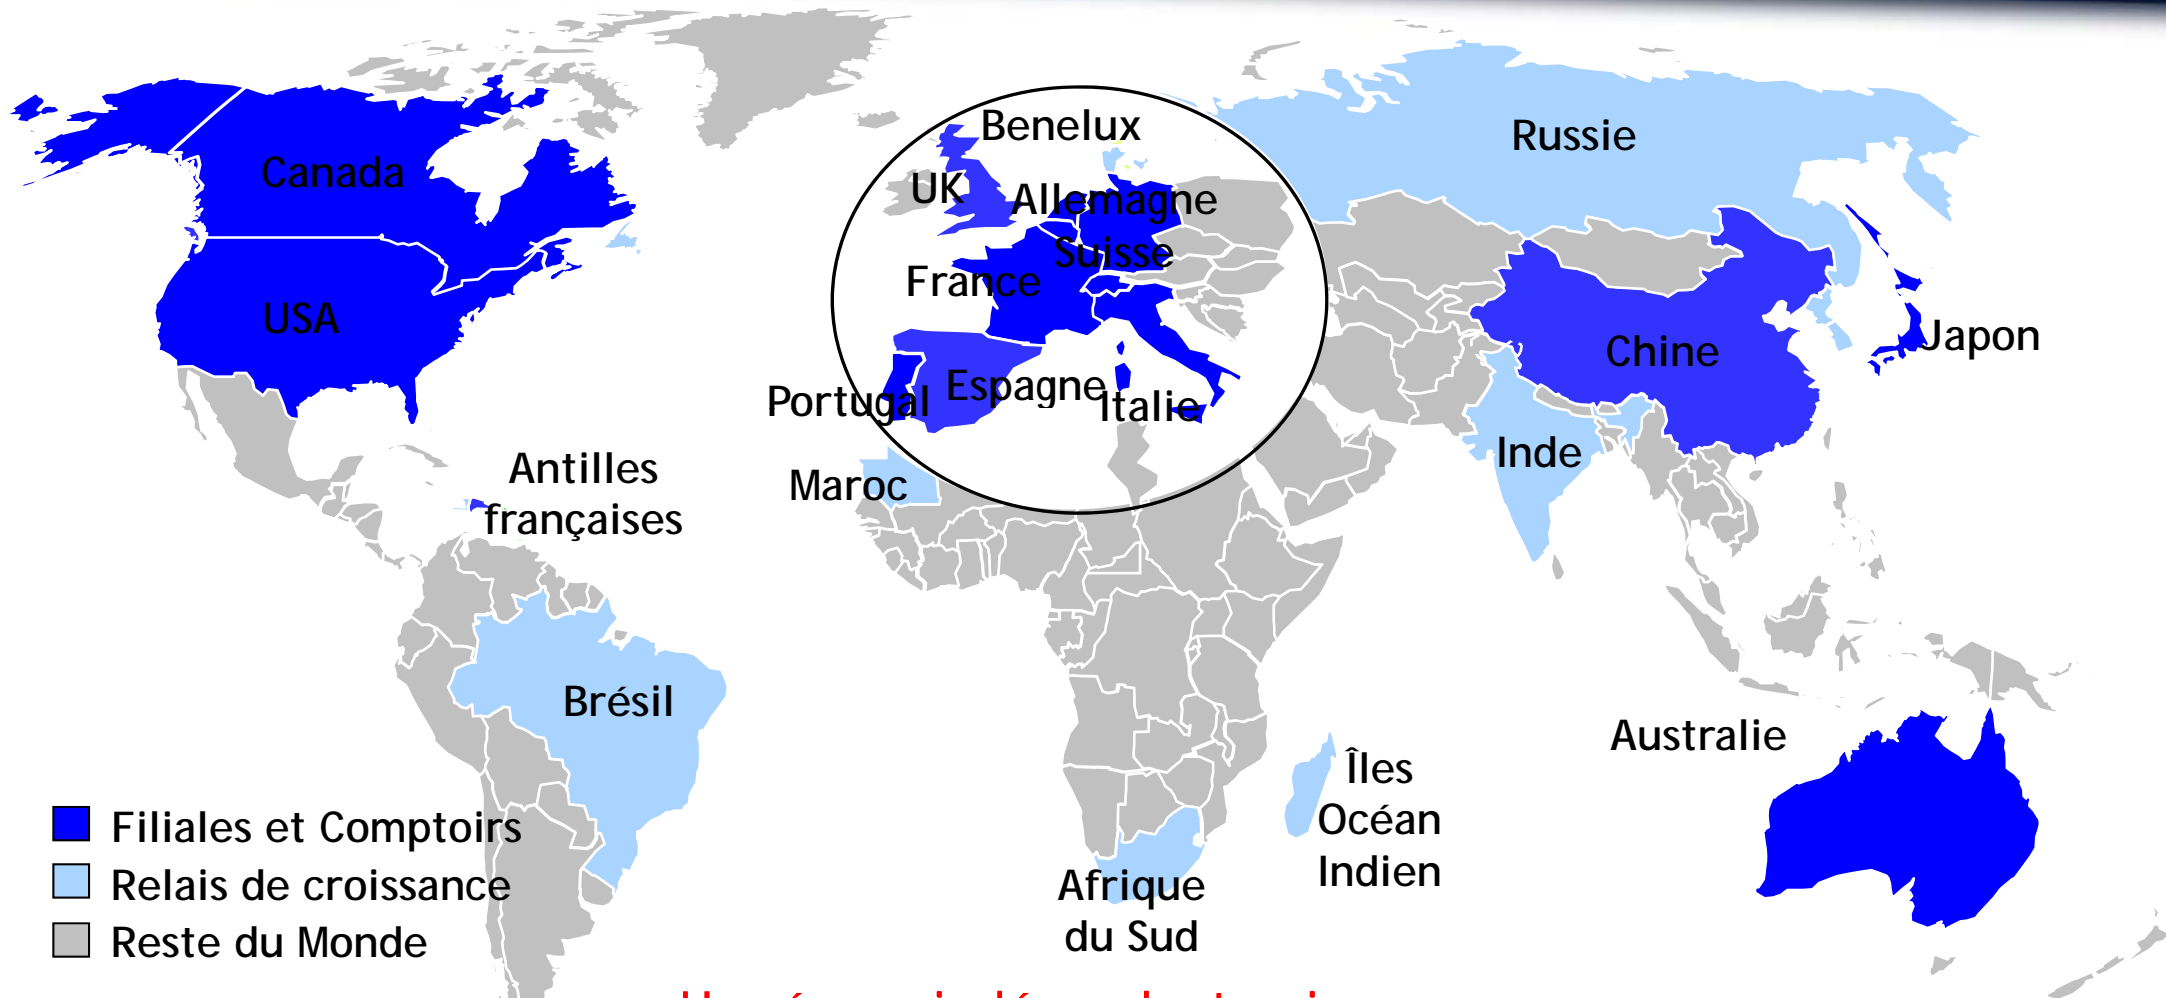 Benelux
Russie
Canada
UK
Allemagne
Suisse
France
USA
Chine
Japon
Portugal
Espagne
Italie
Inde
Antilles
françaises
Maroc
Brésil
Australie
Îles
Océan
Indien
Afrique
du Sud
Filiales et Comptoirs
Relais de croissance
Reste du Monde